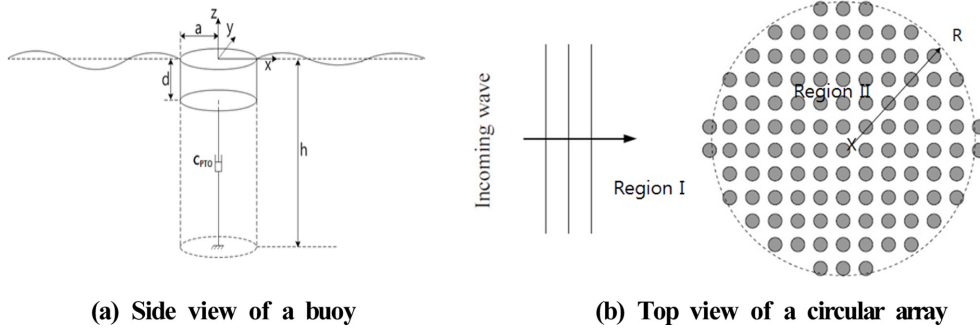 z
a
y
x
d
h
CPTO
(a) Side view of a buoy
Incoming wave
Region I
Region II
R
X
(b) Top view of a circular array